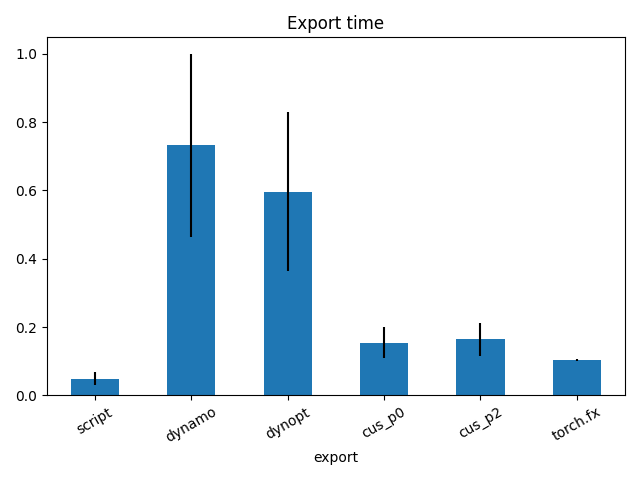 Export time
1.0
0.8
0.6
0.4
0.2
0.0
script
dynamo
dynopt
cus_p0
cus_p2
torch.fx
export